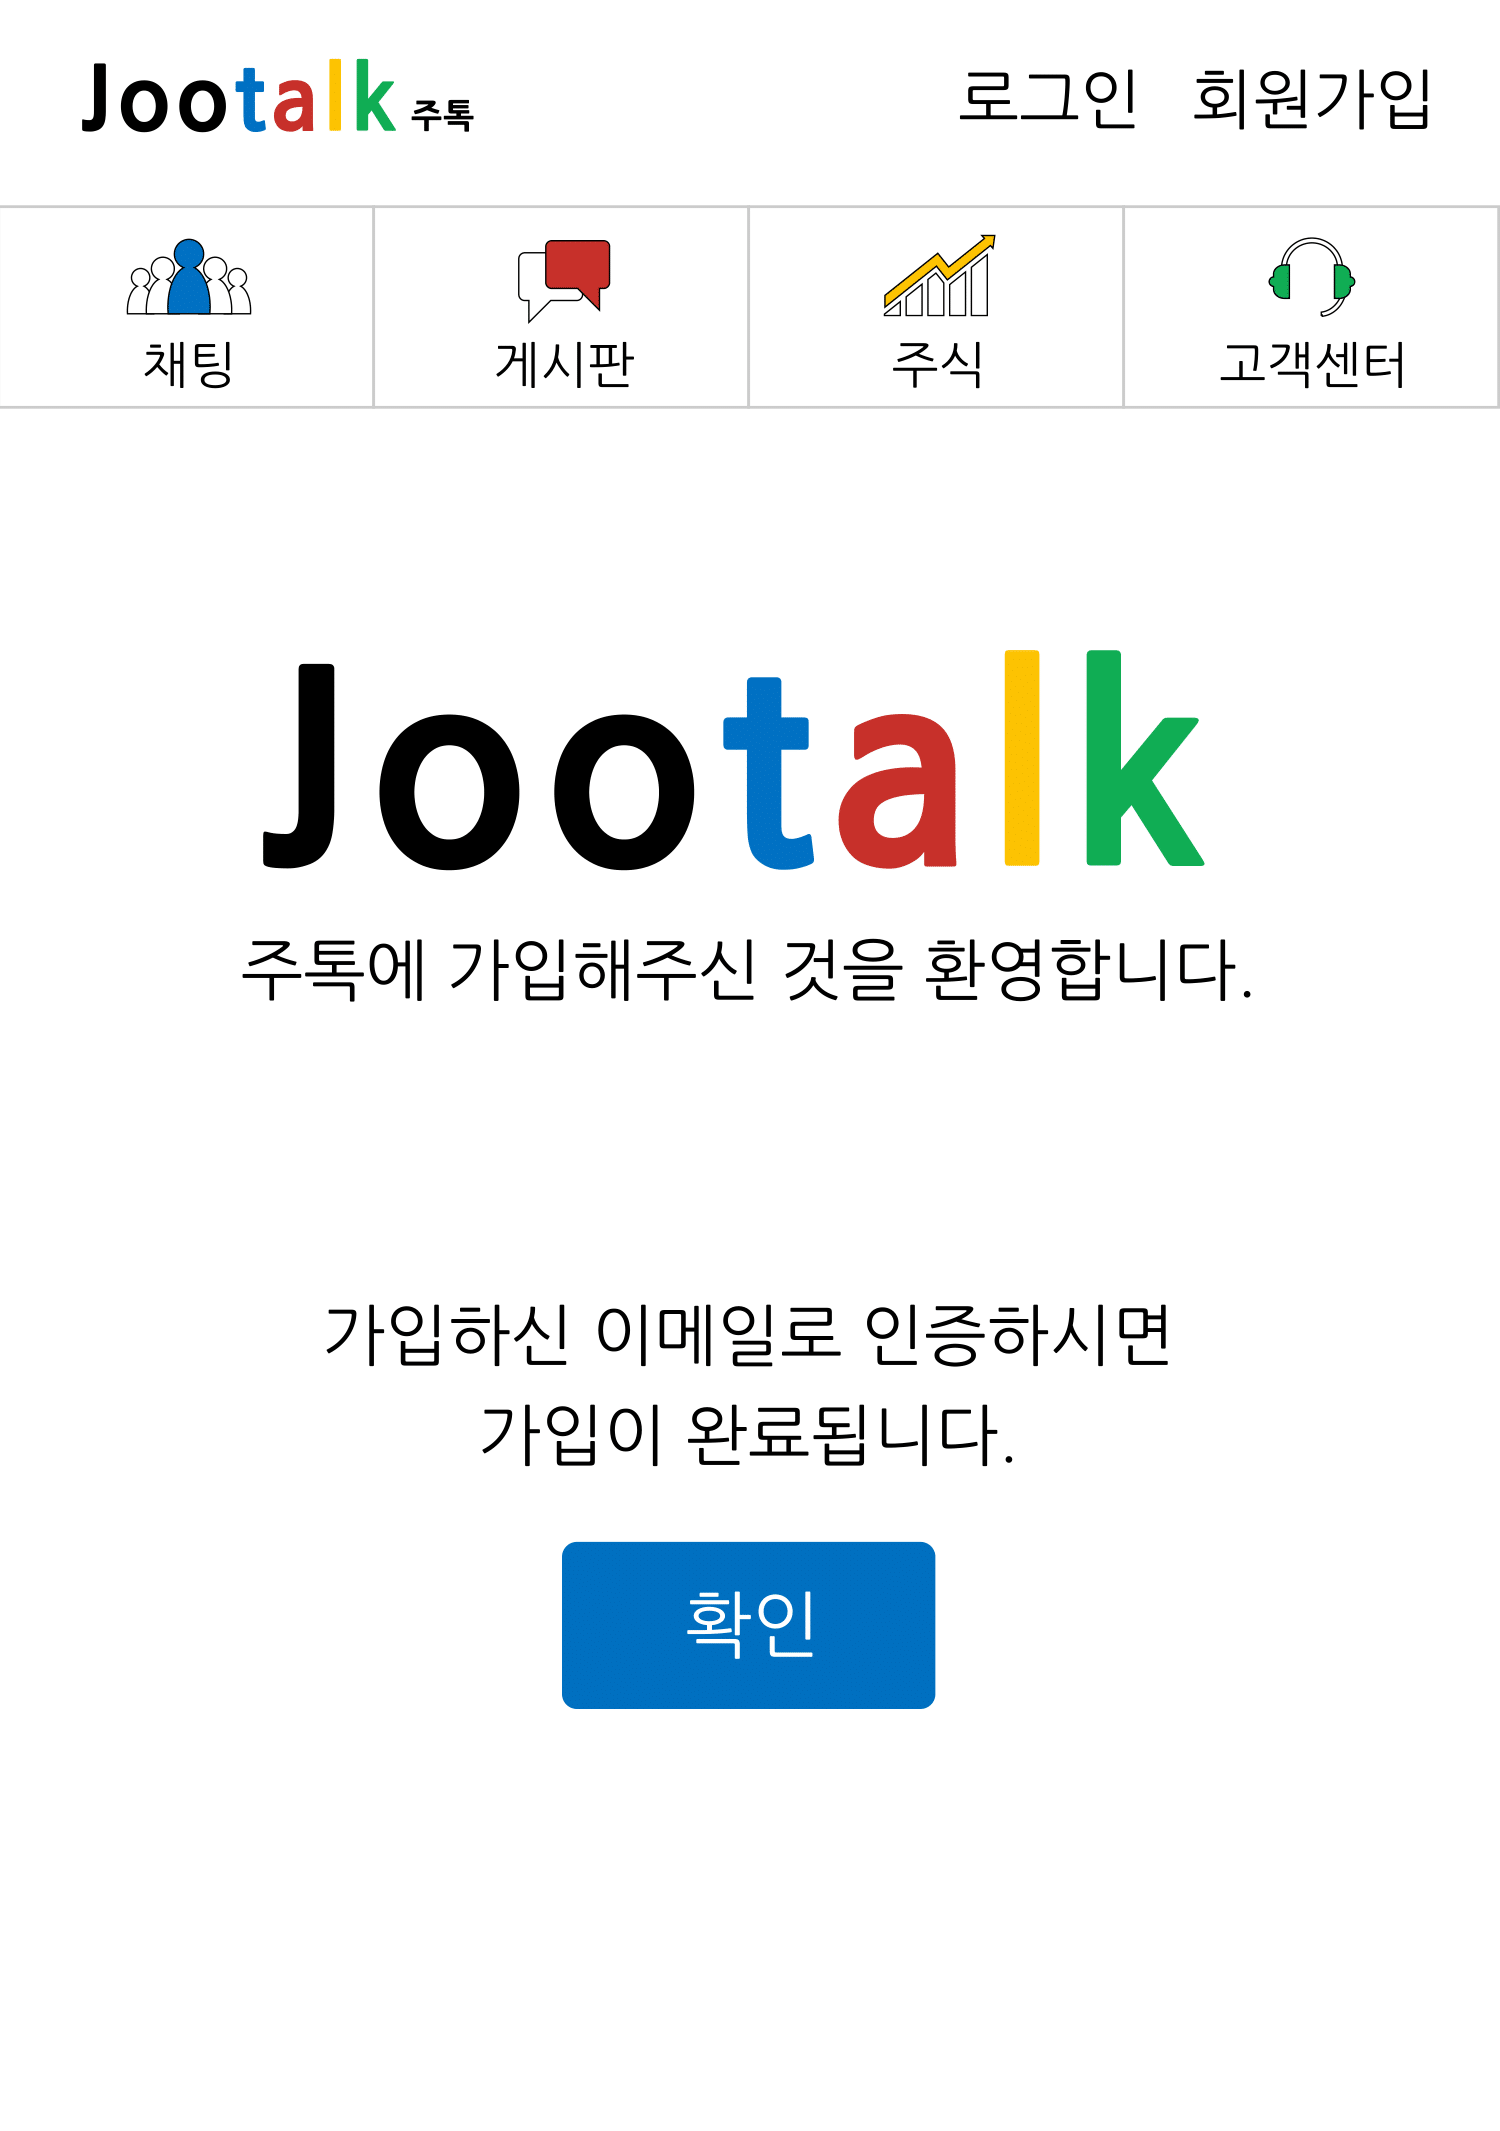 Jootalk 주톡
로그인 회원가입
채팅 게시판 주식 고객센터
Jootalk
주톡에 가입해주신 것을 환영합니다.
가입하신 이메일로 인증하시면
가입이 완료됩니다.
확인